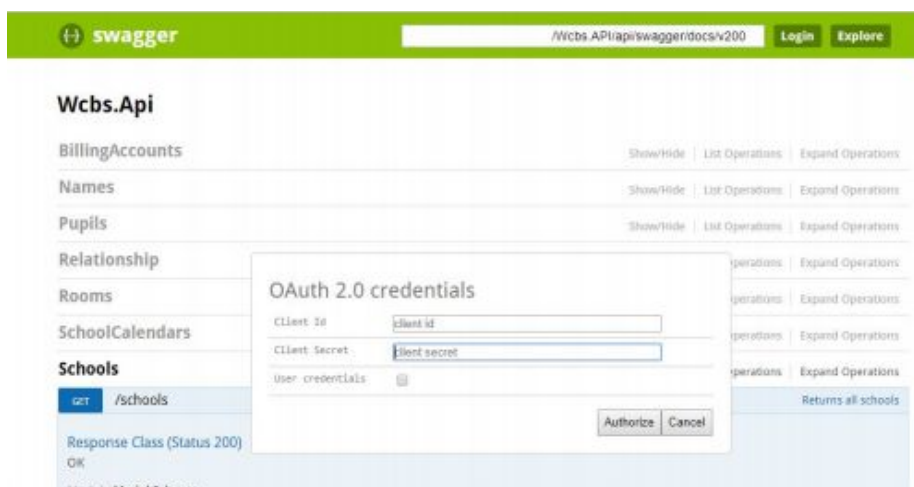 swagger
/Wcbs.API/api/swagger/docs/v200 Login Explore
Wcbs.Api
BillingAccounts Show/Hide List Operations Expand Operations
Names Show/Hide List Operations Expand Operations
Pupils Show/Hide List Operations Expand Operations
Relationship perations Expand Operations
Rooms perations Expand Operations
SchoolCalendars perations Expand Operations
Schools perations Expand Operations
GET /schools Returns all schools
Response Class (Status 200)
OK
OAuth 2.0 credentials
Client Id client id
Client Secret client secret
User credentials
Authorize Cancel